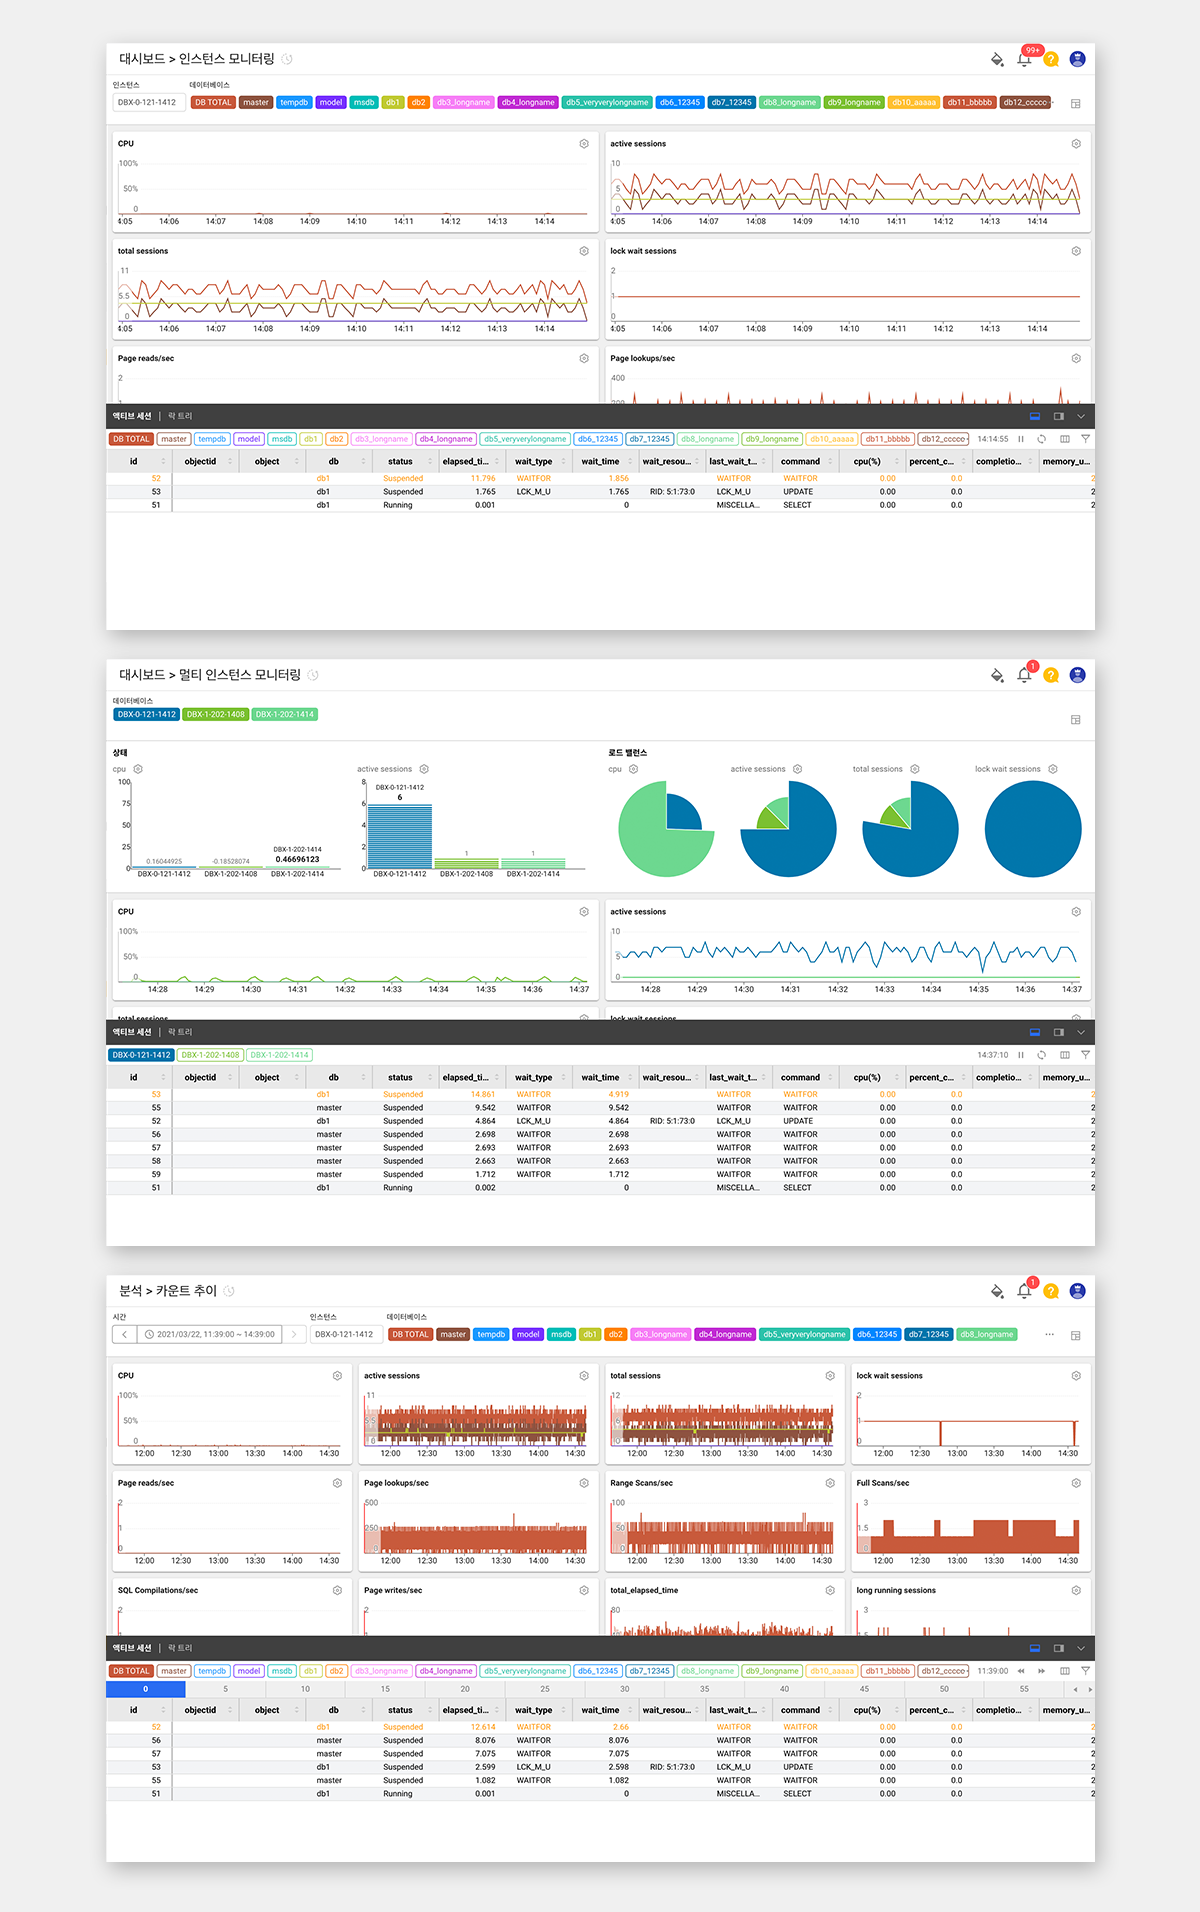 대시보드 > 인스턴스 모니터링
99+
인스턴스 데이터베이스
DBX-0-121-1412 DB TOTAL master tempdb model msdb db1 db2 db3_longname db4_longname db5_veryverylongname db6_12345 db7_12345 db8_longname db9_longname db10_aaaaa db11_bbbbb db12_ccccc
CPU
100%
50%
0
4:05 14:06 14:07 14:08 14:09 14:10 14:11 14:12 14:13 14:14
active sessions
10
5
0
4:05 14:06 14:07 14:08 14:09 14:10 14:11 14:12 14:13 14:14
total sessions
11
5.5
0
4:05 14:06 14:07 14:08 14:09 14:10 14:11 14:12 14:13 14:14
lock wait sessions
2
1
0
4:05 14:06 14:07 14:08 14:09 14:10 14:11 14:12 14:13 14:14
Page reads/sec
2
1
Page lookups/sec
400
200
액티브 세션 | 락 트리
DB TOTAL master tempdb model msdb db1 db2 db3_longname db4_longname db5_veryverylongname db6_12345 db7_12345 db8_longname db9_longname db10_aaaaa db11_bbbbb db12_ccccc 14:14:55
id objectid object db status elapsed_ti... wait_type wait_time wait_resou... last_wait_t... command cpu(%) percent_c... completio... memory_u...
52 db1 Suspended 11.796 WAITFOR 1.856 WAITFOR WAITFOR 0.00 0.0 2
53 db1 Suspended 1.765 LCK_M_U 1.765 RID: 5:1:73:0 LCK_M_U UPDATE 0.00 0.0 2
51 db1 Running 0.001 0 MISCELLA... SELECT 0.00 0.0 2
대시보드 > 멀티 인스턴스 모니터링
1
데이터베이스
DBX-0-121-1412 DBX-1-202-1408 DBX-1-202-1414
상태
cpu
100
75
50
25
0
0.16044925 -0.18528074 DBX-1-202-1414
0.46696123
DBX-0-121-1412 DBX-1-202-1408 DBX-1-202-1414
active sessions
8
6
4
2
0
DBX-0-121-1412
6
1 1
DBX-0-121-1412 DBX-1-202-1408 DBX-1-202-1414
로드 밸런스
cpu active sessions total sessions lock wait sessions
CPU
100%
50%
0
14:28 14:29 14:30 14:31 14:32 14:33 14:34 14:35 14:36 14:37
active sessions
10
5
0
14:28 14:29 14:30 14:31 14:32 14:33 14:34 14:35 14:36 14:37
total sessions
lock wait sessions
액티브 세션 | 락 트리
DBX-0-121-1412 DBX-1-202-1408 DBX-1-202-1414 14:37:10
id objectid object db status elapsed_ti... wait_type wait_time wait_resou... last_wait_t... command cpu(%) percent_c... completio... memory_u...
53 db1 Suspended 14.861 WAITFOR 4.919 WAITFOR WAITFOR 0.00 0.0 2
55 master Suspended 9.542 WAITFOR 9.542 WAITFOR WAITFOR 0.00 0.0 2
52 db1 Suspended 4.864 LCK_M_U 4.864 RID: 5:1:73:0 LCK_M_U UPDATE 0.00 0.0 2
56 master Suspended 2.698 WAITFOR 2.698 WAITFOR WAITFOR 0.00 0.0 2
57 master Suspended 2.693 WAITFOR 2.693 WAITFOR WAITFOR 0.00 0.0 2
58 master Suspended 2.663 WAITFOR 2.663 WAITFOR WAITFOR 0.00 0.0 2
59 master Suspended 1.712 WAITFOR 1.712 WAITFOR WAITFOR 0.00 0.0 2
51 db1 Running 0.002 0 MISCELLA... SELECT 0.00 0.0 2
분석 > 카운트 추이
1
시간 인스턴스 데이터베이스
2021/03/22, 11:39:00 ~ 14:39:00 DBX-0-121-1412 DB TOTAL master tempdb model msdb db1 db2 db3_longname db4_longname db5_veryverylongname db6_12345 db7_12345 db8_longname ...
CPU
100%
50%
0
12:00 12:30 13:00 13:30 14:00 14:30
active sessions
11
5.5
0
12:00 12:30 13:00 13:30 14:00 14:30
total sessions
12
6
0
12:00 12:30 13:00 13:30 14:00 14:30
lock wait sessions
2
1
0
12:00 12:30 13:00 13:30 14:00 14:30
Page reads/sec
2
1
0
12:00 12:30 13:00 13:30 14:00 14:30
Page lookups/sec
500
250
0
12:00 12:30 13:00 13:30 14:00 14:30
Range Scans/sec
100
50
0
12:00 12:30 13:00 13:30 14:00 14:30
Full Scans/sec
3
1.5
0
12:00 12:30 13:00 13:30 14:00 14:30
SQL Compilations/sec
2
1
Page writes/sec
2
1
total_elapsed_time
80
40
long running sessions
3
1.5
액티브 세션 | 락 트리
DB TOTAL master tempdb model msdb db1 db2 db3_longname db4_longname db5_veryverylongname db6_12345 db7_12345 db8_longname db9_longname db10_aaaaa db11_bbbbb db12_ccccc 11:39:00
0 5 10 15 20 25 30 35 40 45 50 55
id objectid object db status elapsed_ti... wait_type wait_time wait_resou... last_wait_t... command cpu(%) percent_c... completio... memory_u...
52 db1 Suspended 12.614 WAITFOR 2.66 WAITFOR WAITFOR 0.00 0.0 2
56 master Suspended 8.076 WAITFOR 8.076 WAITFOR WAITFOR 0.00 0.0 2
57 master Suspended 7.075 WAITFOR 7.075 WAITFOR WAITFOR 0.00 0.0 2
53 db1 Suspended 2.599 LCK_M_U 2.598 RID: 5:1:73:0 LCK_M_U UPDATE 0.00 0.0 2
55 master Suspended 1.082 WAITFOR 1.082 WAITFOR WAITFOR 0.00 0.0 2
51 db1 Running 0.001 0 MISCELLA... SELECT 0.00 0.0 2